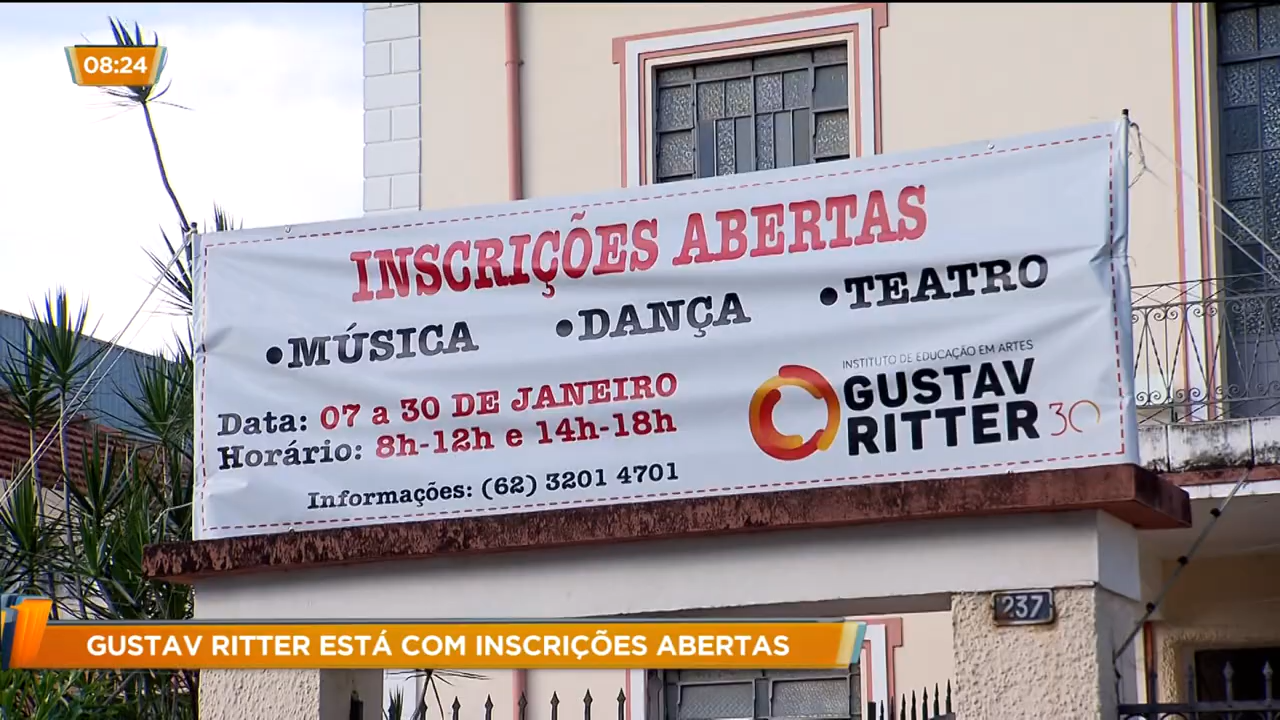 08:24
INSCRIÇÕES ABERTAS
•MÚSICA •DANÇA •TEATRO
Data: 07 a 30 DE JANEIRO
Horário: 8h-12h e 14h-18h
Informações: (62) 3201 4701
INSTITUTO DE EDUCAÇÃO EM ARTES
GUSTAV
RITTER 30
237
GUSTAV RITTER ESTÁ COM INSCRIÇÕES ABERTAS